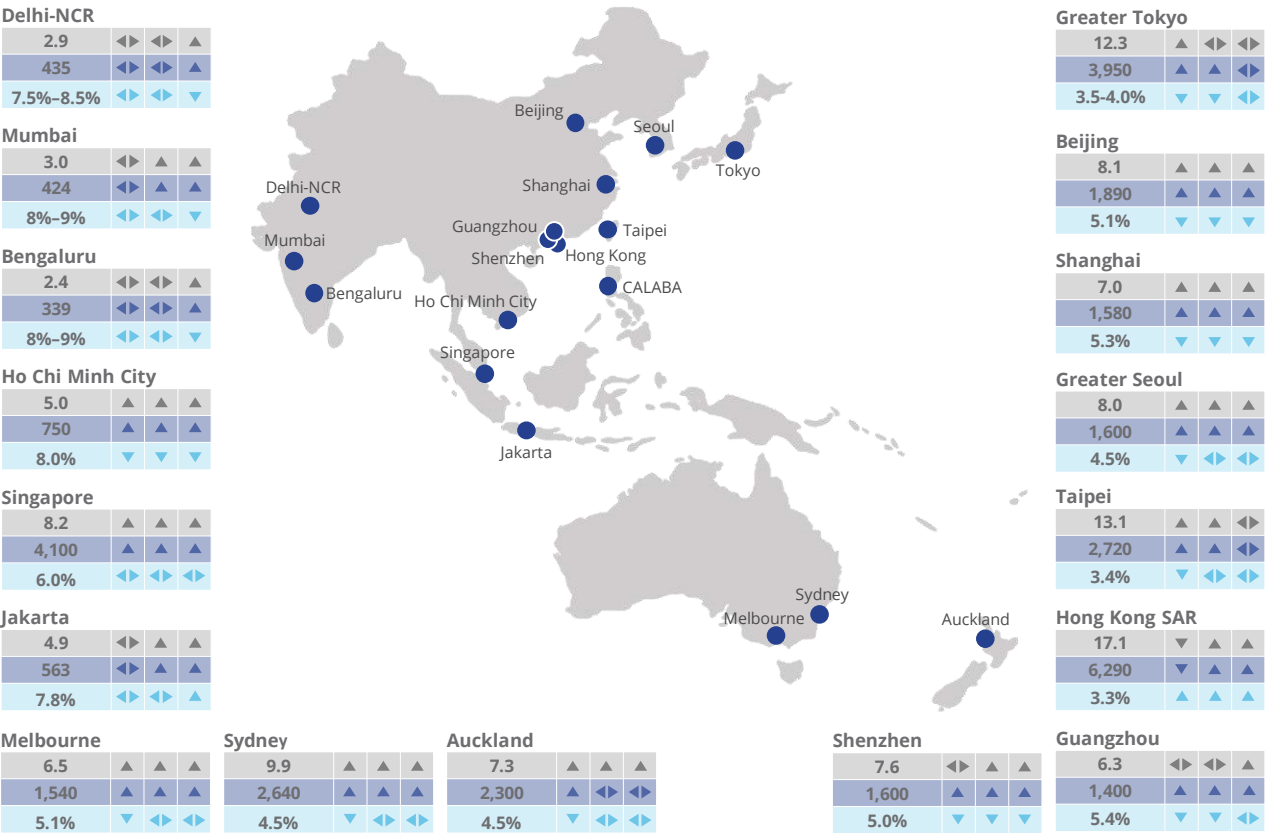 Delhi-NCR
2.9 ◀▶ ◀▶ ▲
435 ◀▶ ◀▶ ▲
7.5%–8.5% ◀▶ ◀▶ ▼
Mumbai
3.0 ◀▶ ▲ ▲
424 ◀▶ ▲ ▲
8%–9% ◀▶ ◀▶ ▼
Bengaluru
2.4 ◀▶ ◀▶ ▲
339 ◀▶ ◀▶ ▲
8%–9% ◀▶ ◀▶ ▼
Ho Chi Minh City
5.0 ▲ ▲ ▲
750 ▲ ▲ ▲
8.0% ▼ ▼ ▼
Singapore
8.2 ▲ ▲ ▲
4,100 ▲ ▲ ▲
6.0% ◀▶ ◀▶ ◀▶
Jakarta
4.9 ◀▶ ▲ ▲
563 ◀▶ ▲ ▲
7.8% ◀▶ ◀▶ ▲
Beijing
Seoul
Tokyo
Shanghai
Delhi-NCR
Guangzhou
Taipei
Mumbai
Shenzhen
Hong Kong
Bengaluru
CALABA
Ho Chi Minh City
Singapore
Jakarta
Sydney
Melbourne
Auckland
Greater Tokyo
12.3 ▲ ◀▶ ◀▶
3,950 ▲ ▲ ◀▶
3.5-4.0% ▼ ▼ ◀▶
Beijing
8.1 ▲ ▲ ▲
1,890 ▲ ▲ ▲
5.1% ▼ ▼ ▼
Shanghai
7.0 ▲ ▲ ▲
1,580 ▲ ▲ ▲
5.3% ▼ ▼ ▼
Greater Seoul
8.0 ▲ ▲ ▲
1,600 ▲ ▲ ▲
4.5% ▼ ◀▶ ◀▶
Taipei
13.1 ▲ ▲ ◀▶
2,720 ▲ ▲ ◀▶
3.4% ▼ ◀▶ ◀▶
Hong Kong SAR
17.1 ▼ ▲ ▲
6,290 ▼ ▲ ▲
3.3% ▲ ▲ ▲
Melbourne
6.5 ▲ ▲ ▲
1,540 ▲ ▲ ▲
5.1% ▼ ◀▶ ◀▶
Sydney
9.9 ▲ ▲ ▲
2,640 ▲ ▲ ▲
4.5% ▼ ◀▶ ◀▶
Auckland
7.3 ▲ ▲ ▲
2,300 ▲ ◀▶ ◀▶
4.5% ▼ ◀▶ ◀▶
Shenzhen
7.6 ◀▶ ▲ ▲
1,600 ▲ ▲ ▲
5.0% ▼ ▼ ▼
Guangzhou
6.3 ◀▶ ◀▶ ▲
1,400 ▲ ▲ ▲
5.4% ▼ ▼ ◀▶